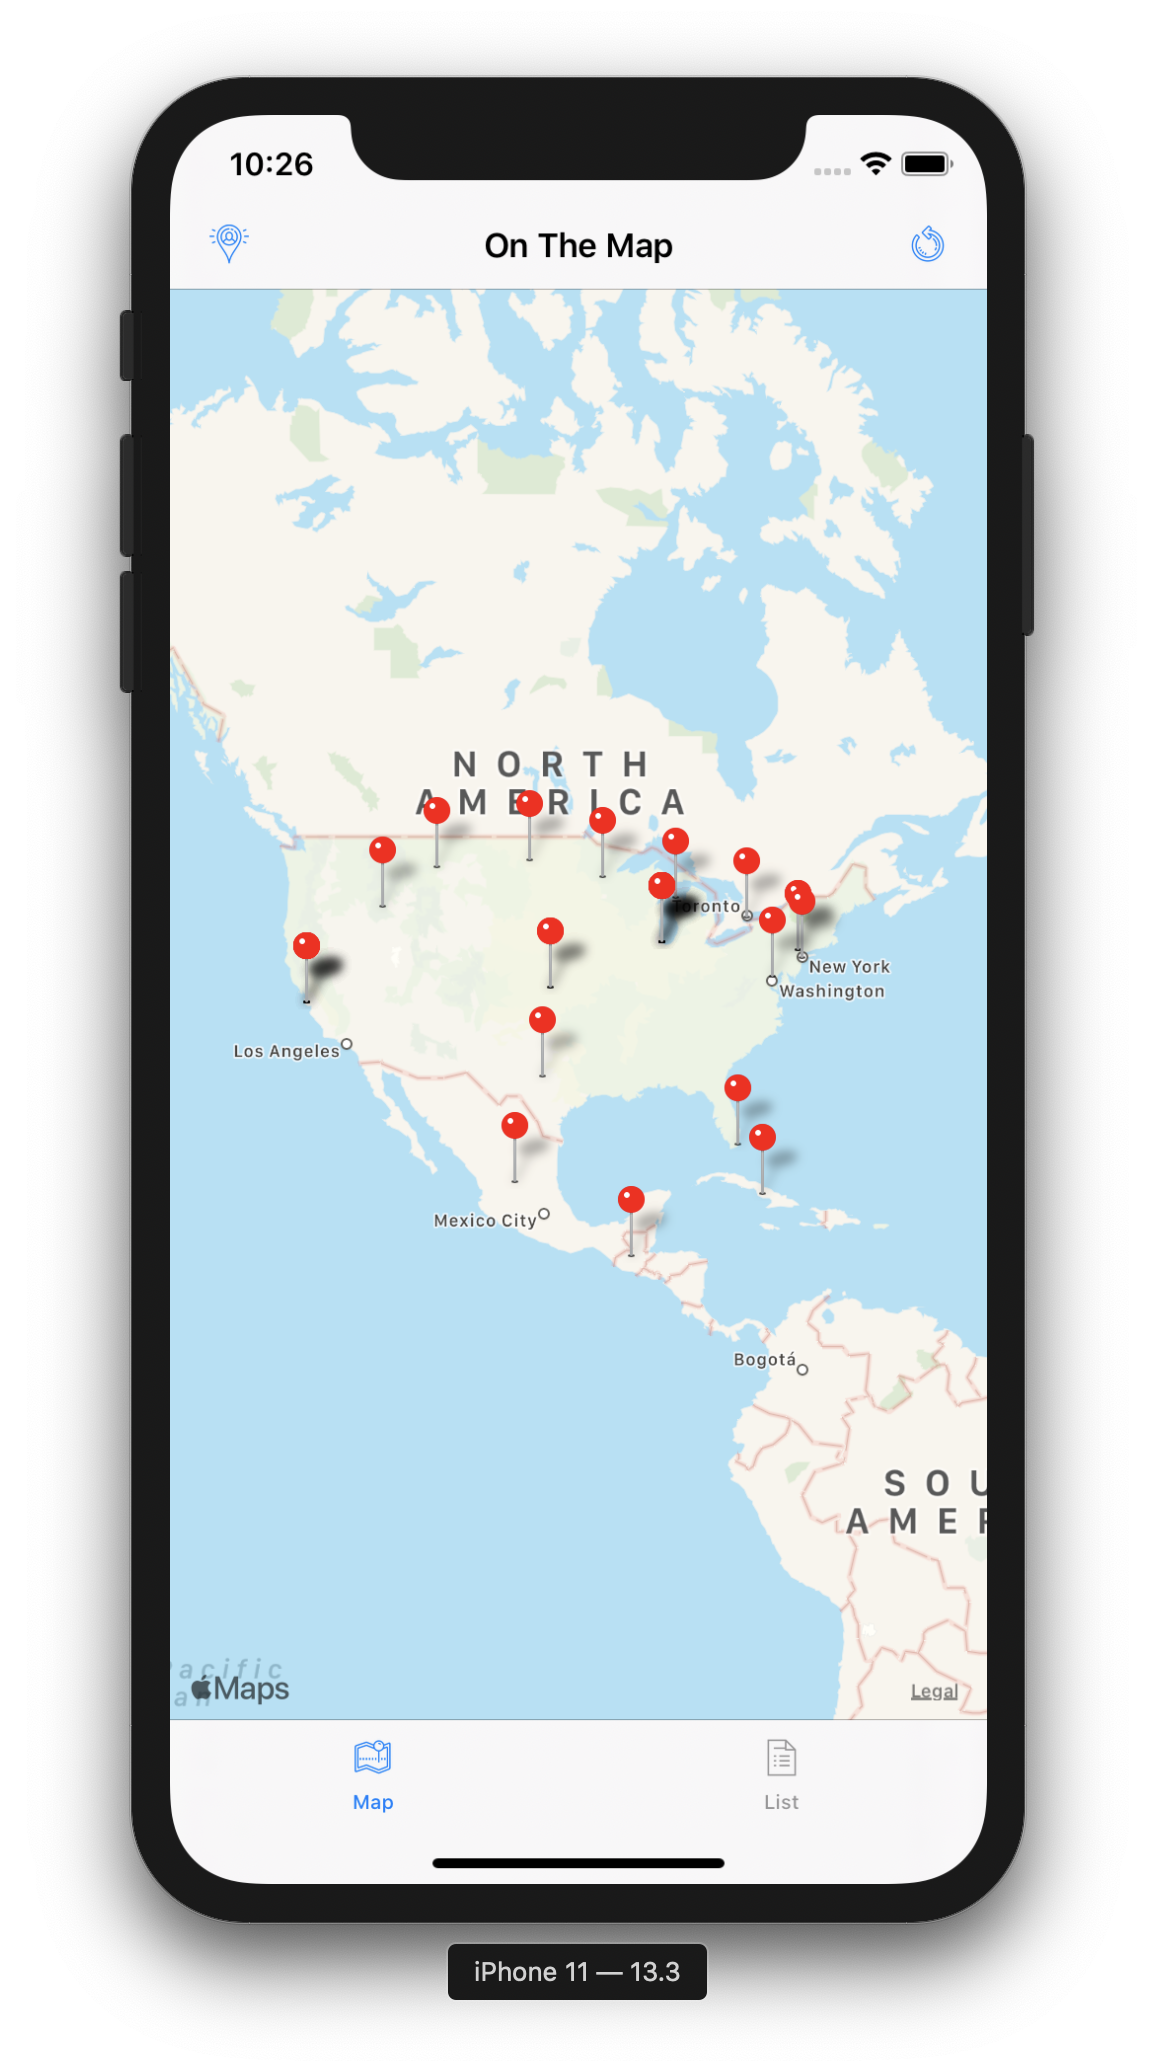 10:26
On The Map
NORTH
AMERICA
Toronto
New York
Washington
Los Angeles
Mexico City
Bogotá
SOU
AMER
acific
an
Maps
Legal
Map
List
iPhone 11 — 13.3